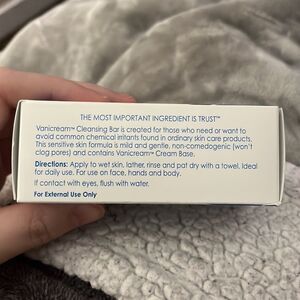 THE MOST IMPORTANT INGREDIENT IS TRUST™
Vanicream™ Cleansing Bar is created for those who need or want to
avoid common chemical irritants found in ordinary skin care products.
This sensitive skin formula is mild and gentle, non-comedogenic (won't
clog pores) and contains Vanicream™ Cream Base.
Directions: Apply to wet skin, lather, rinse and pat dry with a towel. Ideal
for daily use. For use on face, hands and body.
If contact with eyes, flush with water.
For External Use Only